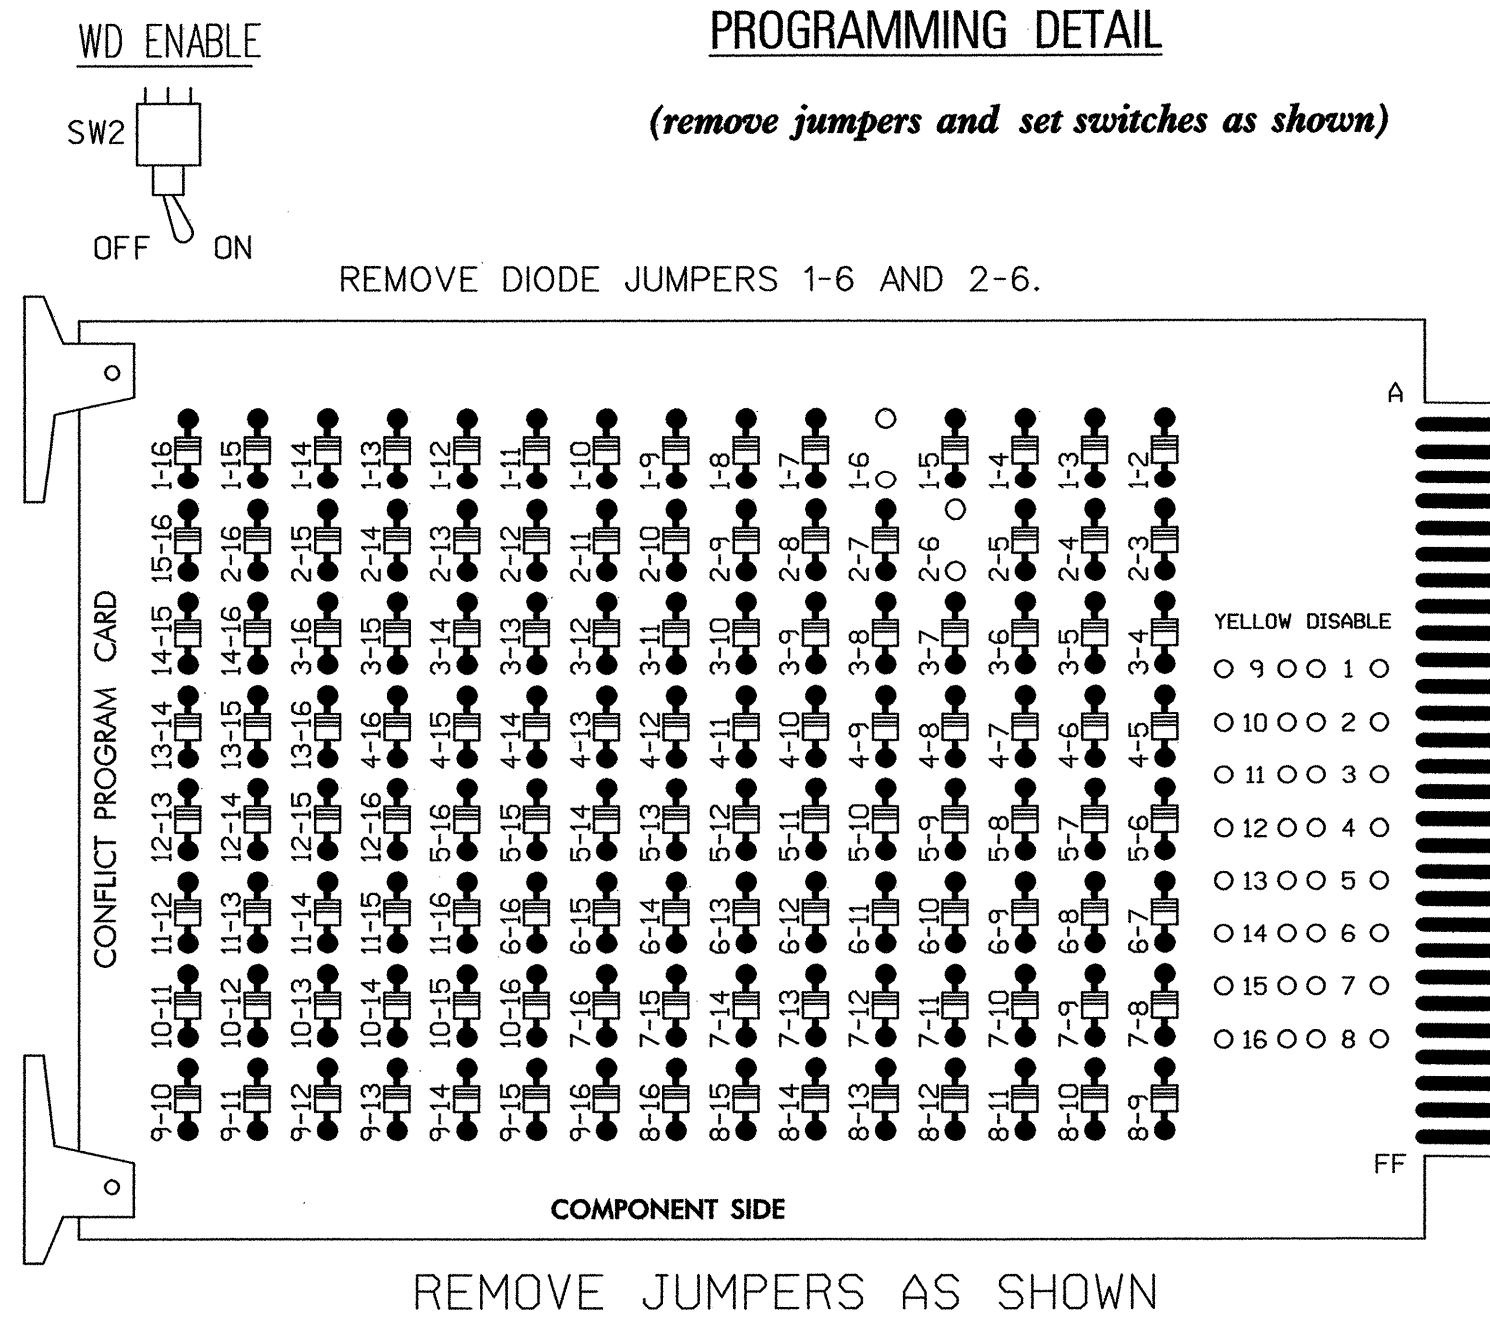 WD ENABLE
PROGRAMMING DETAIL
(remove jumpers and set switches as shown)
SW2
OFF ON
REMOVE DIODE JUMPERS 1-6 AND 2-6.
A
1-16 1-15 1-14 1-13 1-12 1-11 1-10 1-9 1-8 1-7 1-6 1-5 1-4 1-3 1-2
15-16 2-16 2-15 2-14 2-13 2-12 2-11 2-10 2-9 2-8 2-7 2-6 2-5 2-4 2-3
14-15 14-16 3-16 3-15 3-14 3-13 3-12 3-11 3-10 3-9 3-8 3-7 3-6 3-5 3-4
13-14 13-15 13-16 4-16 4-15 4-14 4-13 4-12 4-11 4-10 4-9 4-8 4-7 4-6 4-5
12-13 12-14 12-15 12-16 5-16 5-15 5-14 5-13 5-12 5-11 5-10 5-9 5-8 5-7 5-6
11-12 11-13 11-14 11-15 11-16 6-16 6-15 6-14 6-13 6-12 6-11 6-10 6-9 6-8 6-7
10-11 10-12 10-13 10-14 10-15 10-16 7-16 7-15 7-14 7-13 7-12 7-11 7-10 7-9 7-8
9-10 9-11 9-12 9-13 9-14 9-15 9-16 8-16 8-15 8-14 8-13 8-12 8-11 8-10 8-9
CONFLICT PROGRAM CARD
YELLOW DISABLE
9 1
10 2
11 3
12 4
13 5
14 6
15 7
16 8
FF
COMPONENT SIDE
REMOVE JUMPERS AS SHOWN